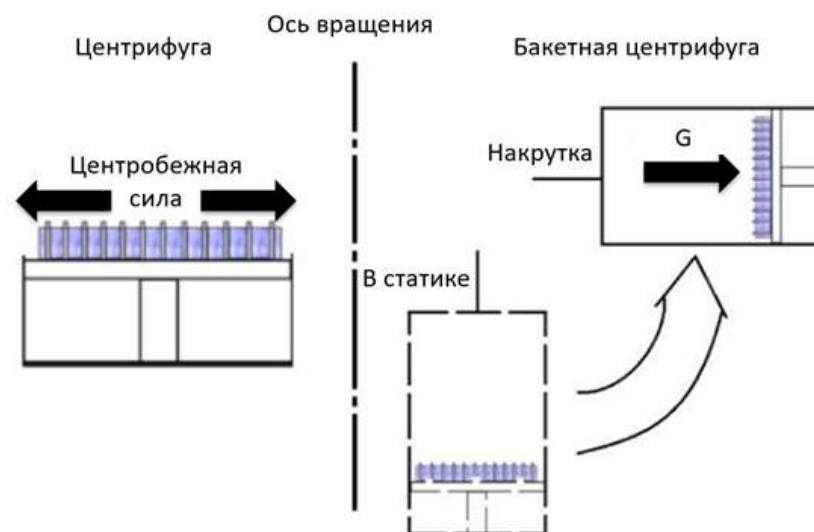 Ось вращения
Центрифуга
Бакетная центрифуга
Центробежная
сила
Накрутка
G
В статике